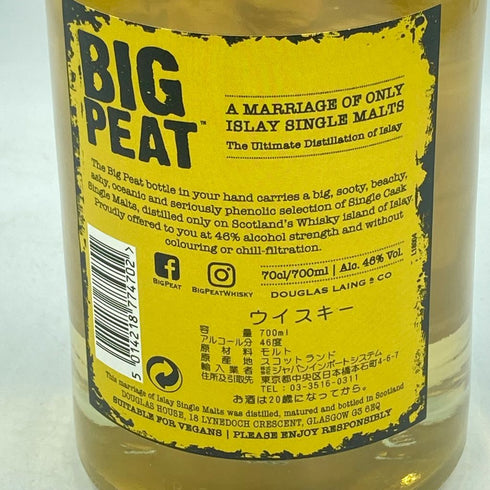 BIG
PEAT™
A MARRIAGE OF ONLY
ISLAY SINGLE MALTS
The Ultimate Distillation of Islay
The Big Peat bottle in your hand carries a big, sooty, beachy,
ashy, oceanic and seriously phenolic selection of Single Cask
Single Malts, distilled only on Scotland's Whisky island of Islay.
Proudly offered to you at 46% alcohol strength and without
colouring or chill-filtration.
BIGPEAT
BIGPEATWHISKY
70cl/700ml | Alc. 46% Vol.
DOUGLAS LAING & CO
5 014218 774702 >
ウイスキー
容量 700ml
アルコール分 46度
原材料 モルト
原産地 スコットランド
輸入業者 ジャパンインポートシステム
住所及引取先 東京都中央区日本橋本石町4-6-7
TEL : 03-3516-0311
お酒は20歳になってから。
This marriage of Islay Single Malts was distilled, matured and bottled in Scotland
DOUGLAS HOUSE, 18 LYNEDOCH CRESCENT, GLASGOW G3 6EQ
SUITABLE FOR VEGANS | PLEASE ENJOY RESPONSIBLY